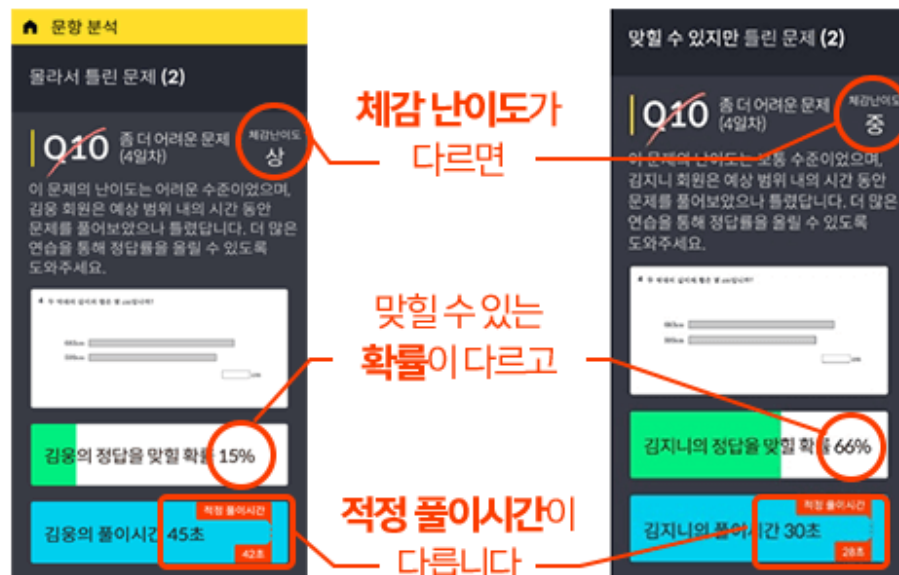 문항 분석
몰라서 틀린 문제 (2)
Q10
좀 더 어려운 문제
(4일차)
체감난이도
상
이 문제의 난이도는 어려운 수준이었으며,
김웅 회원은 예상 범위 내의 시간 동안
문제를 풀어보았으나 틀렸답니다. 더 많은
연습을 통해 정답률을 올릴 수 있도록
도와주세요.
김웅의 정답을 맞힐 확률 15%
적정 풀이시간
김웅의 풀이시간 45초
42초
체감 난이도가
다르면
맞힐 수 있는
확률이 다르고
적정 풀이시간이
다릅니다
맞힐 수 있지만 틀린 문제 (2)
Q10
좀 더 어려운 문제
(4일차)
체감난이도
중
이 문제의 난이도는 보통 수준이었으며,
김지니 회원은 예상 범위 내의 시간 동안
문제를 풀어보았으나 틀렸답니다. 더 많은
연습을 통해 정답률을 올릴 수 있도록
도와주세요.
김지니의 정답을 맞힐 확률 66%
적정 풀이시간
김지니의 풀이시간 30초
28초